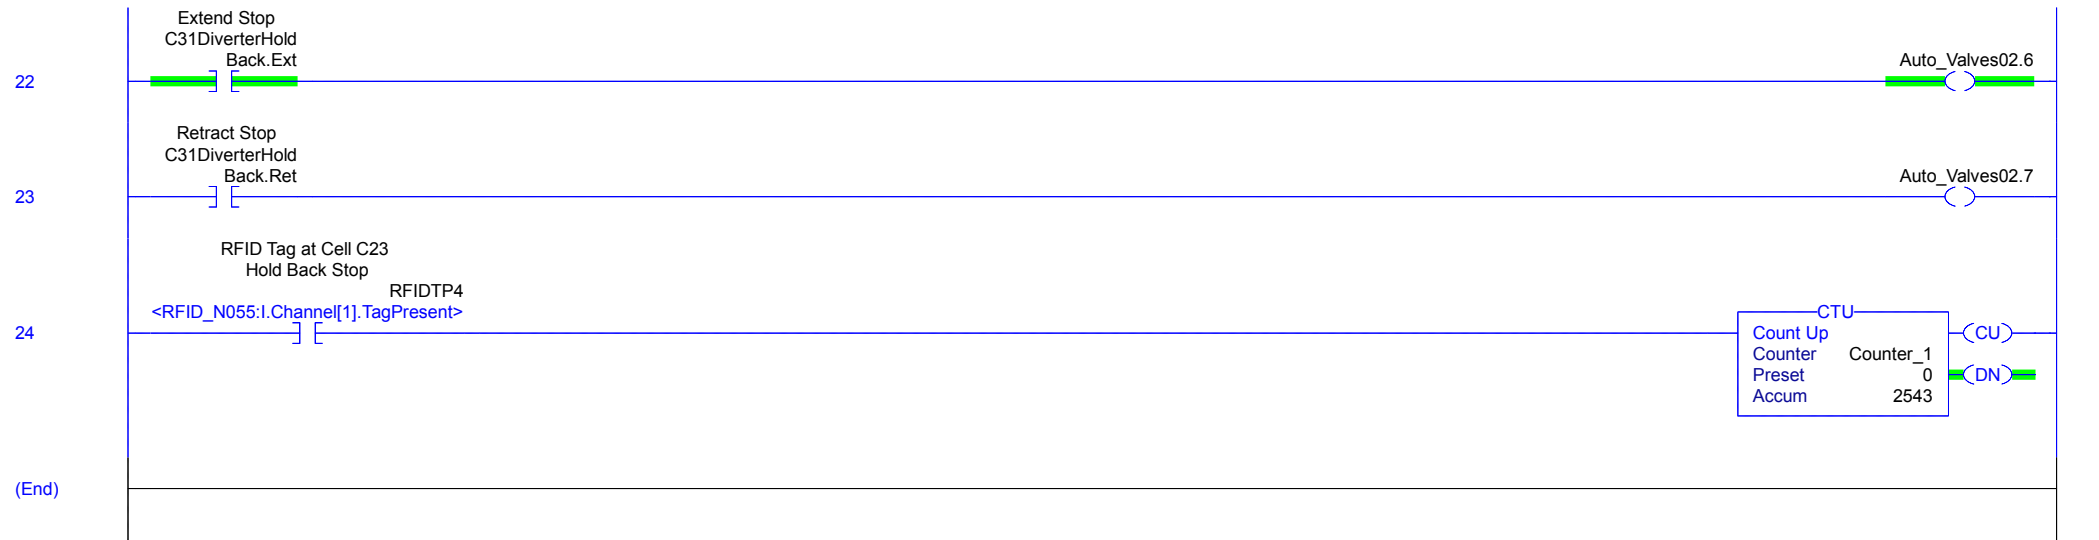 Extend Stop
C31DiverterHold
Back.Ext
Auto_Valves02.6
22
Retract Stop
C31DiverterHold
Back.Ret
Auto_Valves02.7
23
RFID Tag at Cell C23
Hold Back Stop
RFIDTP4
<RFID_N055:I.Channel[1].TagPresent>
24
CTU
Count Up
CU
Counter Counter_1
Preset 0
DN
Accum 2543
(End)